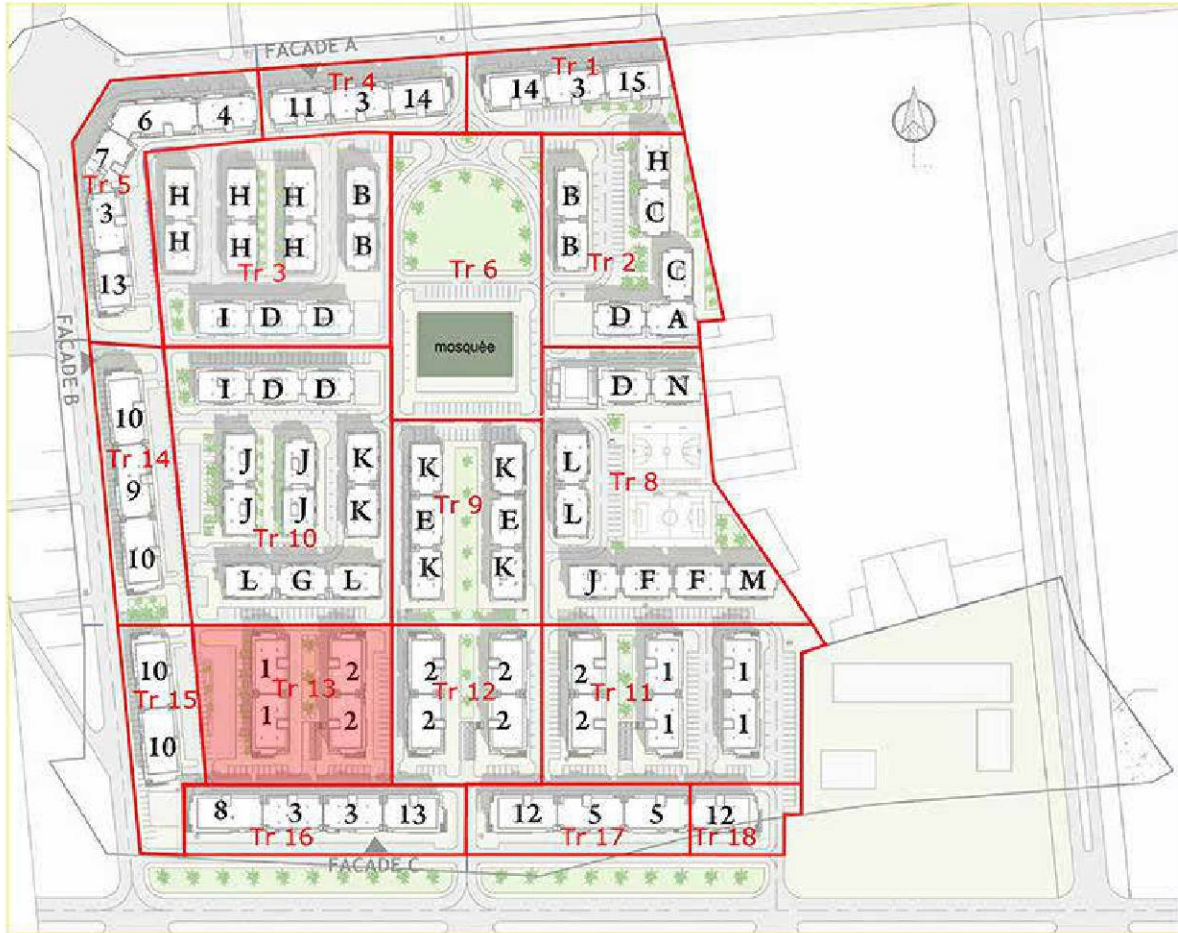 FACADE A
Tr 4
Tr 1
11 3 14
14 3 15
6 4
7
Tr 5
3
13
H H H B
H H H B
Tr 3
I D D
Tr 6
mosquée
H
B
C
B
Tr 2
C
D A
FACADE B
I D D
D N
10
Tr 14
9
10
J J K
J J K
Tr 10
L G L
K K
Tr 9
E E
K K
L
Tr 8
L
J F F M
10
Tr 15
10
1 2
Tr 13
1 2
2 2
Tr 12
2 2
2 1 1
Tr 11
2 1 1
8 3 3 13
Tr 16
12 5 5
Tr 17
12
Tr 18
FACADE C